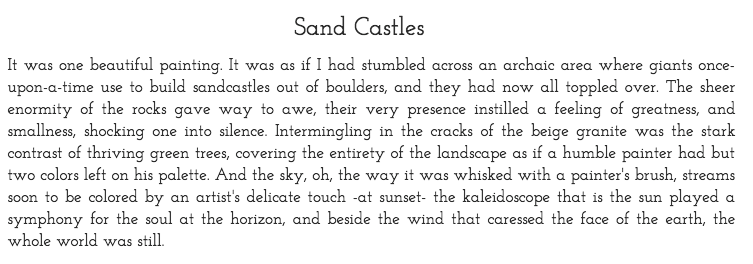 Sand Castles
It was one beautiful painting. It was as if I had stumbled across an archaic area where giants once-
upon-a-time use to build sandcastles out of boulders, and they had now all toppled over. The sheer
enormity of the rocks gave way to awe, their very presence instilled a feeling of greatness, and
smallness, shocking one into silence. Intermingling in the cracks of the beige granite was the stark
contrast of thriving green trees, covering the entirety of the landscape as if a humble painter had but
two colors left on his palette. And the sky, oh, the way it was whisked with a painter's brush, streams
soon to be colored by an artist's delicate touch -at sunset- the kaleidoscope that is the sun played a
symphony for the soul at the horizon, and beside the wind that caressed the face of the earth, the
whole world was still.